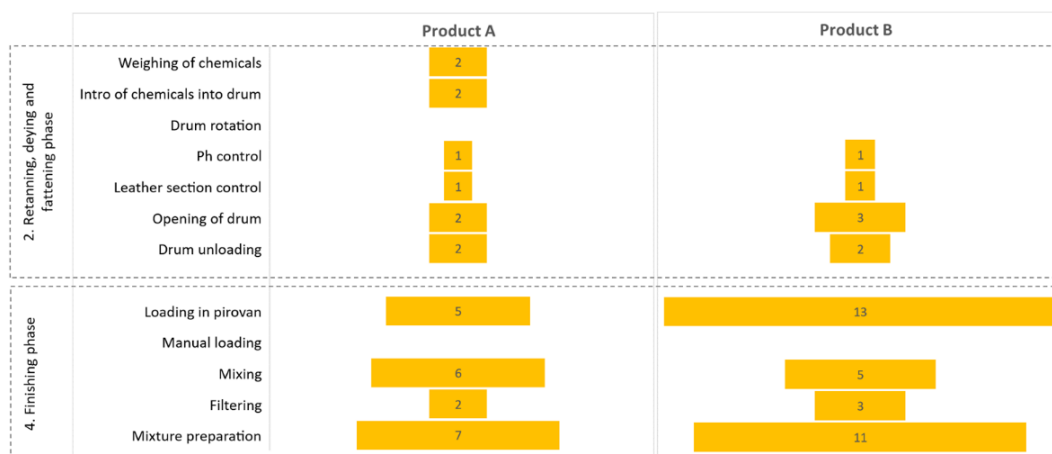 Product A
Product B
2. Retanning, deying and
fattening phase
Weighing of chemicals 2
Intro of chemicals into drum 2
Drum rotation
Ph control 1 1
Leather section control 1 1
Opening of drum 2 3
Drum unloading 2 2
4. Finishing phase
Loading in pirovan 5 13
Manual loading
Mixing 6 5
Filtering 2 3
Mixture preparation 7 11